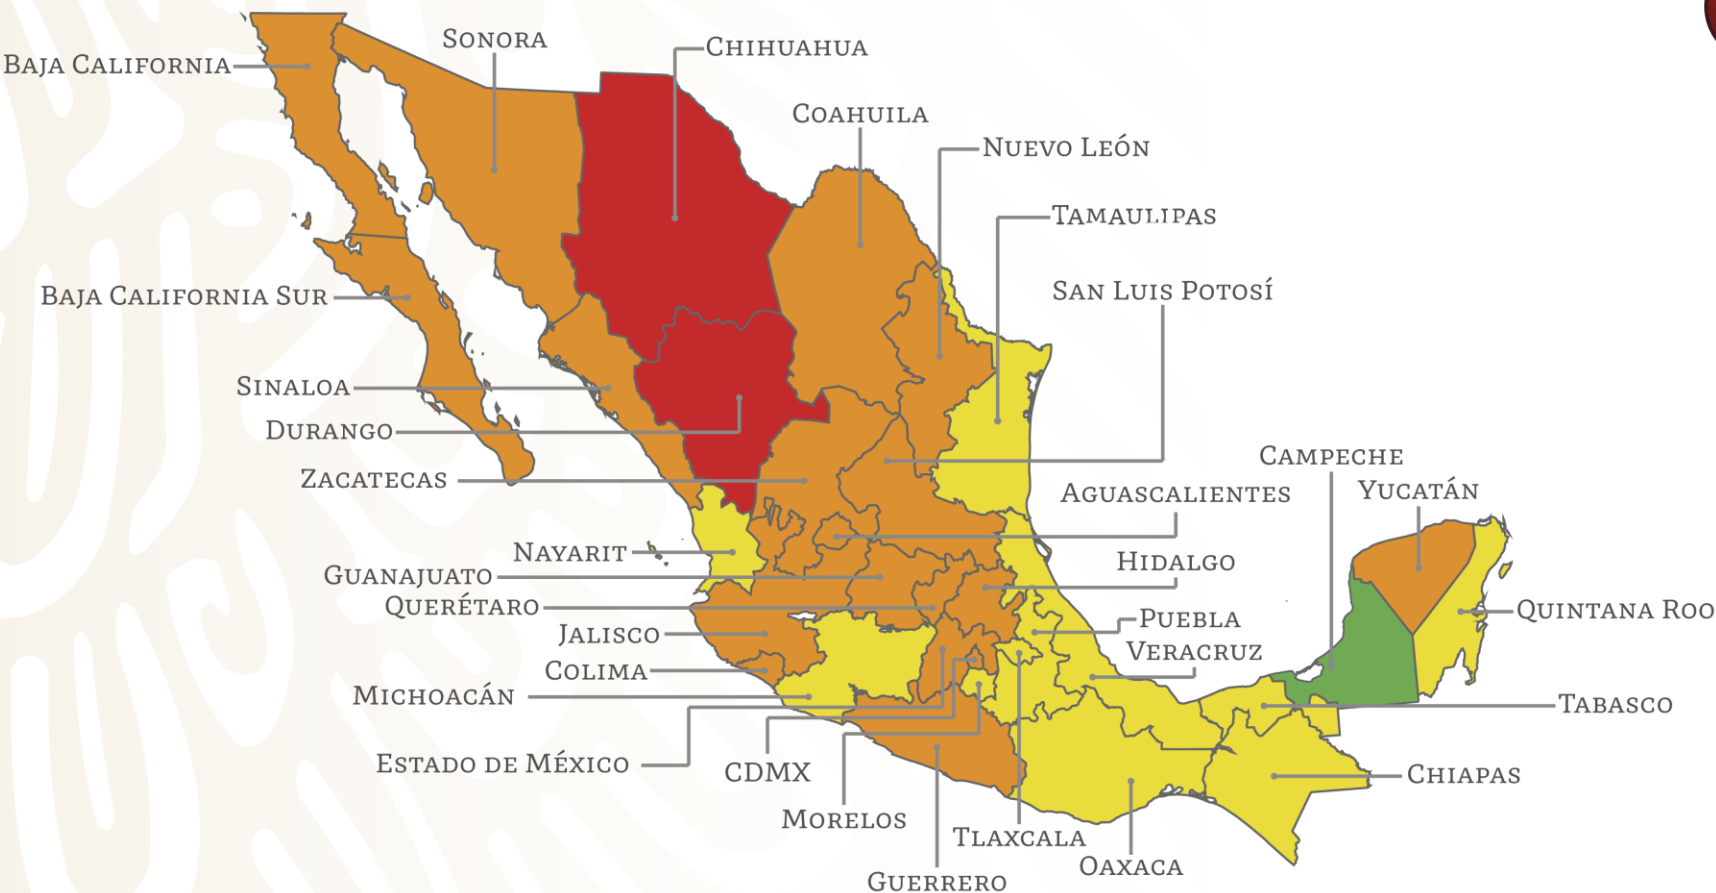 SONORA
CHIHUAHUA
BAJA CALIFORNIA
COAHUILA
NUEVO LEÓN
TAMAULIPAS
SAN LUIS POTOSÍ
BAJA CALIFORNIA SUR
SINALOA
DURANGO
CAMPECHE
ZACATECAS
YUCATÁN
AGUASCALIENTES
NAYARIT
HIDALGO
GUANAJUATO
QUERÉTARO
QUINTANA ROO
PUEBLA
JALISCO
VERACRUZ
COLIMA
MICHOACÁN
TABASCO
ESTADO DE MÉXICO
CDMX
CHIAPAS
MORELOS
TLAXCALA
OAXACA
GUERRERO